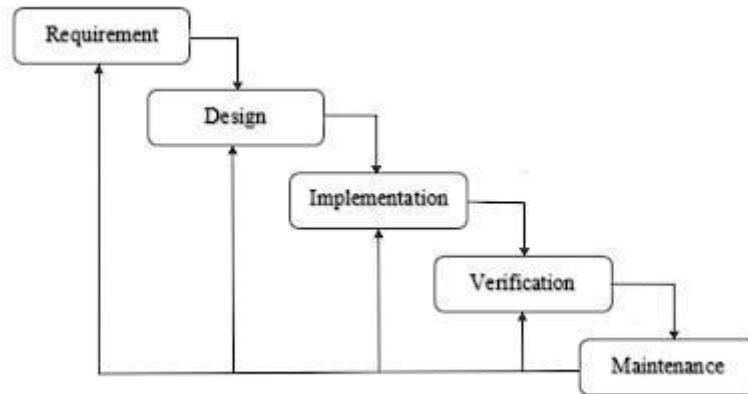 Requirement
Design
Implementation
Verification
Maintenance